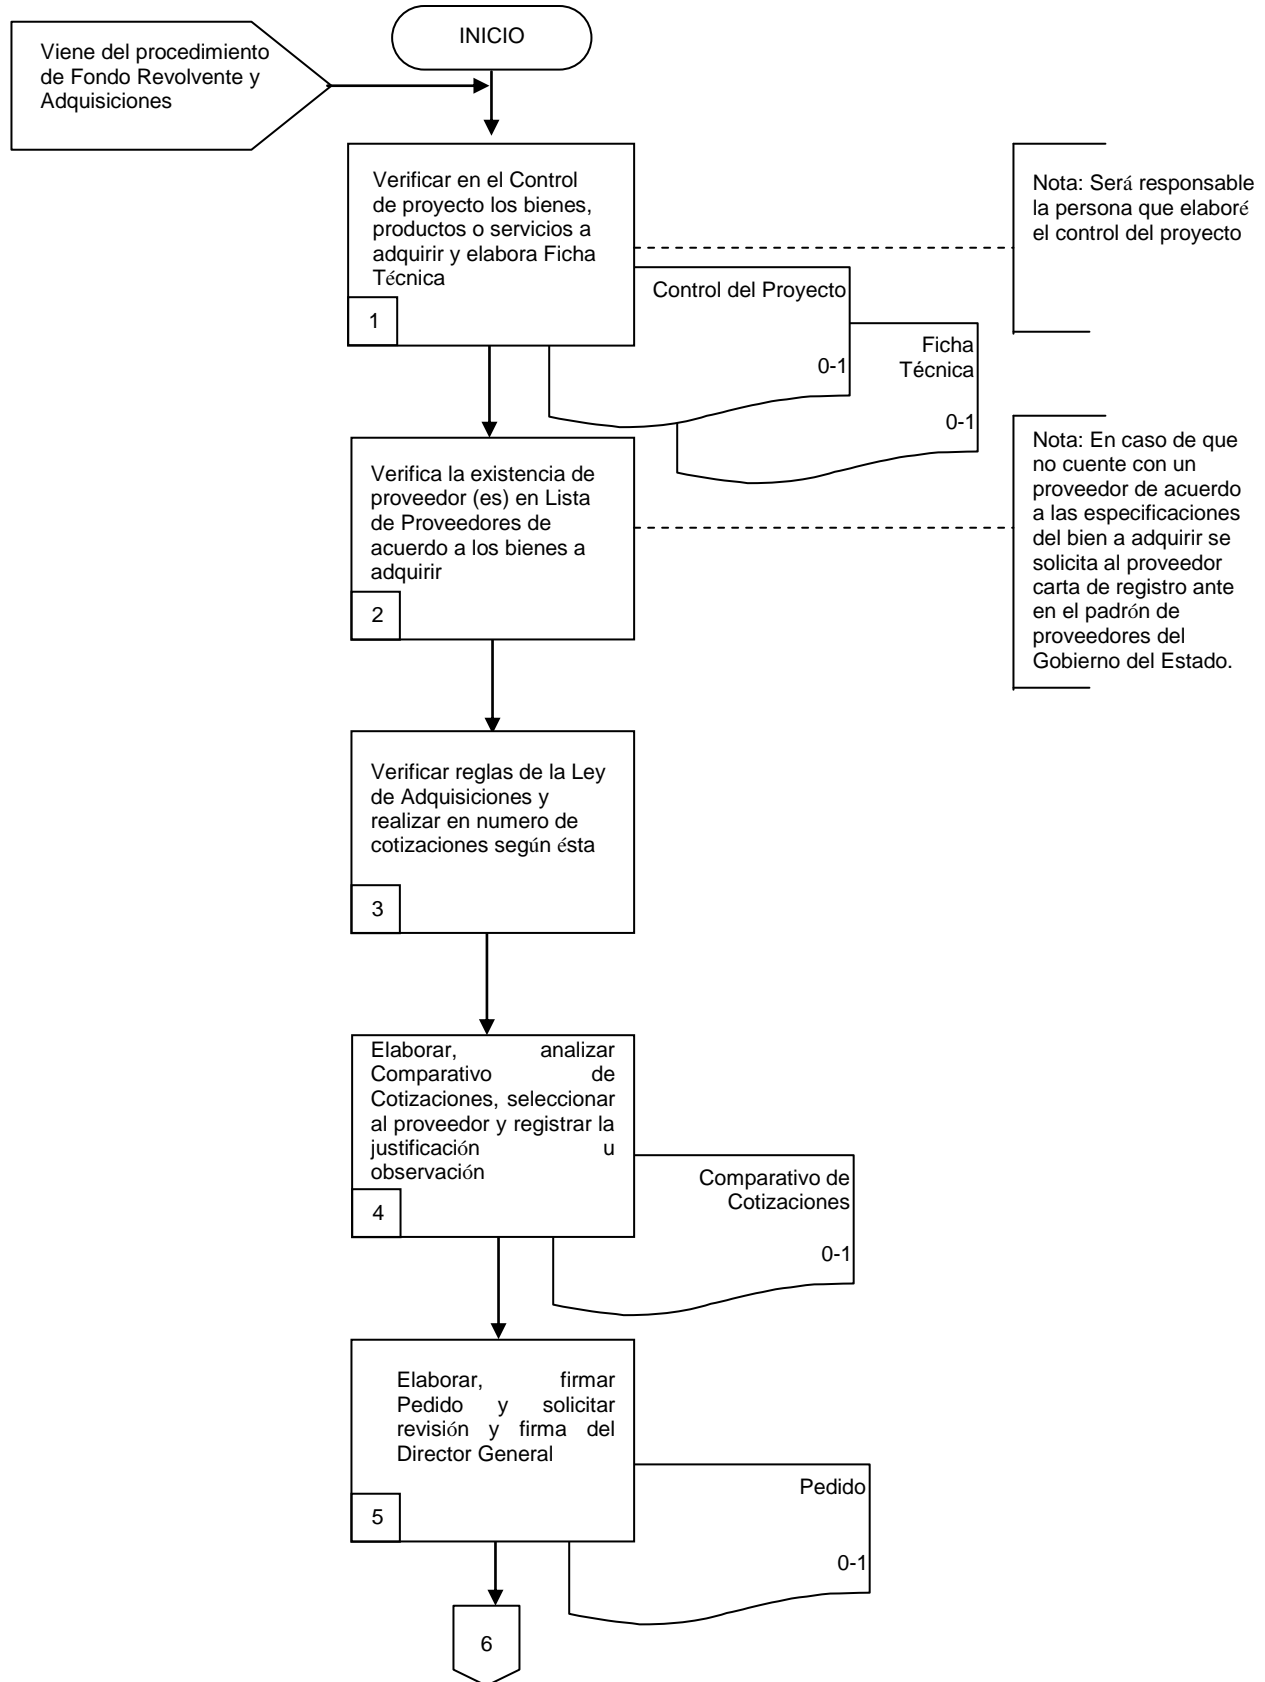 INICIO
Viene del procedimiento
de Fondo Revolvente y
Adquisiciones
Verificar en el Control
de proyecto los bienes,
productos o servicios a
adquirir y elabora Ficha
Técnica
1
Nota: Será responsable
la persona que elaboré
el control del proyecto
Control del Proyecto
0-1
Ficha
Técnica
0-1
Verifica la existencia de
proveedor (es) en Lista
de Proveedores de
acuerdo a los bienes a
adquirir
2
Nota: En caso de que
no cuente con un
proveedor de acuerdo
a las especificaciones
del bien a adquirir se
solicita al proveedor
carta de registro ante
en el padrón de
proveedores del
Gobierno del Estado.
Verificar reglas de la Ley
de Adquisiciones y
realizar en numero de
cotizaciones según ésta
3
Elaborar, analizar
Comparativo de
Cotizaciones, seleccionar
al proveedor y registrar la
justificación u
observación
4
Comparativo de
Cotizaciones
0-1
Elaborar, firmar
Pedido y solicitar
revisión y firma del
Director General
5
Pedido
0-1
6